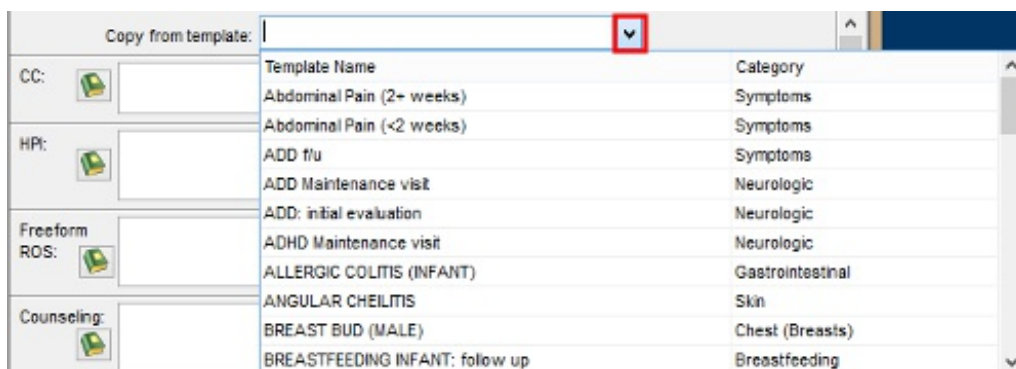 Copy from template:
Template Name Category
CC:
Abdominal Pain (2+ weeks) Symptoms
Abdominal Pain (<2 weeks) Symptoms
HPI:
ADD f/u Symptoms
ADD Maintenance visit Neurologic
ADD: initial evaluation Neurologic
Freeform
ROS:
ADHD Maintenance visit Neurologic
ALLERGIC COLITIS (INFANT) Gastrointestinal
ANGULAR CHEILITIS Skin
Counseling:
BREAST BUD (MALE) Chest (Breasts)
BREASTFEEDING INFANT: follow up Breastfeeding